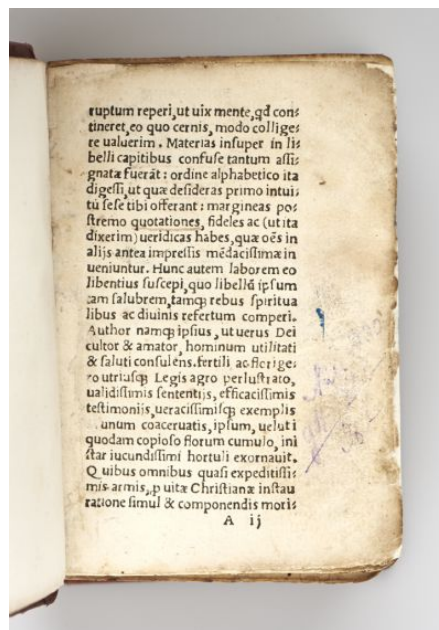 ruptum reperi, ut uix mente, qd con⸗
tineret, eo quo cernis, modo collige⸗
re ualuerim. Materias insuper in li⸗
belli capitibus confuse tantum assi⸗
gnatæ fuerāt: ordine alphabetico ita
digessi, ut quæ desideras primo intui⸗
tu sese tibi offerant: margineas po⸗
stremo quotationes, fideles ac (ut ita
dixerim) ueridicas habes, quæ oēs in
alijs antea impressis mēdacissimæ in
ueniuntur. Hunc autem laborem eo
libentius suscepi, quo libellū ipsum
tam salubrem, tamqꝫ rebus spiritua
libus ac diuinis refertum comperi.
Author namqꝫ ipsius, ut uerus Dei
cultor & amator, hominum utilitati
& saluti consulens, fertili ac florige⸗
ro utriusqꝫ Legis agro perlustrato,
ualidissimis sententijs, efficacissimis
testimonijs, ueracissimisqꝫ exemplis
unum coaceruatis, ipsum, uelut i
quodam copioso florum cumulo, ini
star iucundissimi hortuli exornauit.
Quibus omnibus quasi expeditissi⸗
mis armis, ꝓ uitæ Christianæ instau
ratione simul & componendis moris⸗
A ij